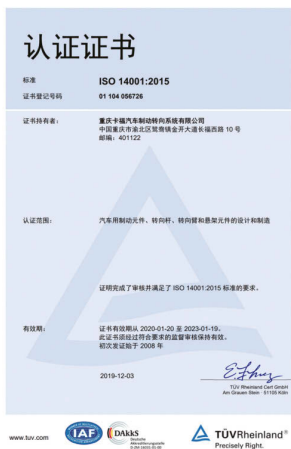 认证证书
标准 ISO 14001:2015
证书登记号码 01 104 056726
证书持有者: 重庆卡福汽车制动转向系统有限公司
中国重庆市渝北区鸳鸯镇金开大道长福西路 10 号
邮编:401122
认证范围: 汽车用制动元件、转向杆、转向臂和悬架元件的设计和制造
证明完成了审核并满足了 ISO 14001:2015 标准的要求。
有效期: 证书有效期从 2020-01-20 至 2023-01-19。
此证书须经过符合要求的监督审核保持有效。
初次发证始于 2008 年
2019-12-03
TÜV Rheinland Cert GmbH
Am Grauen Stein · 51105 Köln
www.tuv.com
IAF
DAkkS
Deutsche
Akkreditierungsstelle
TÜVRheinland®
Precisely Right.